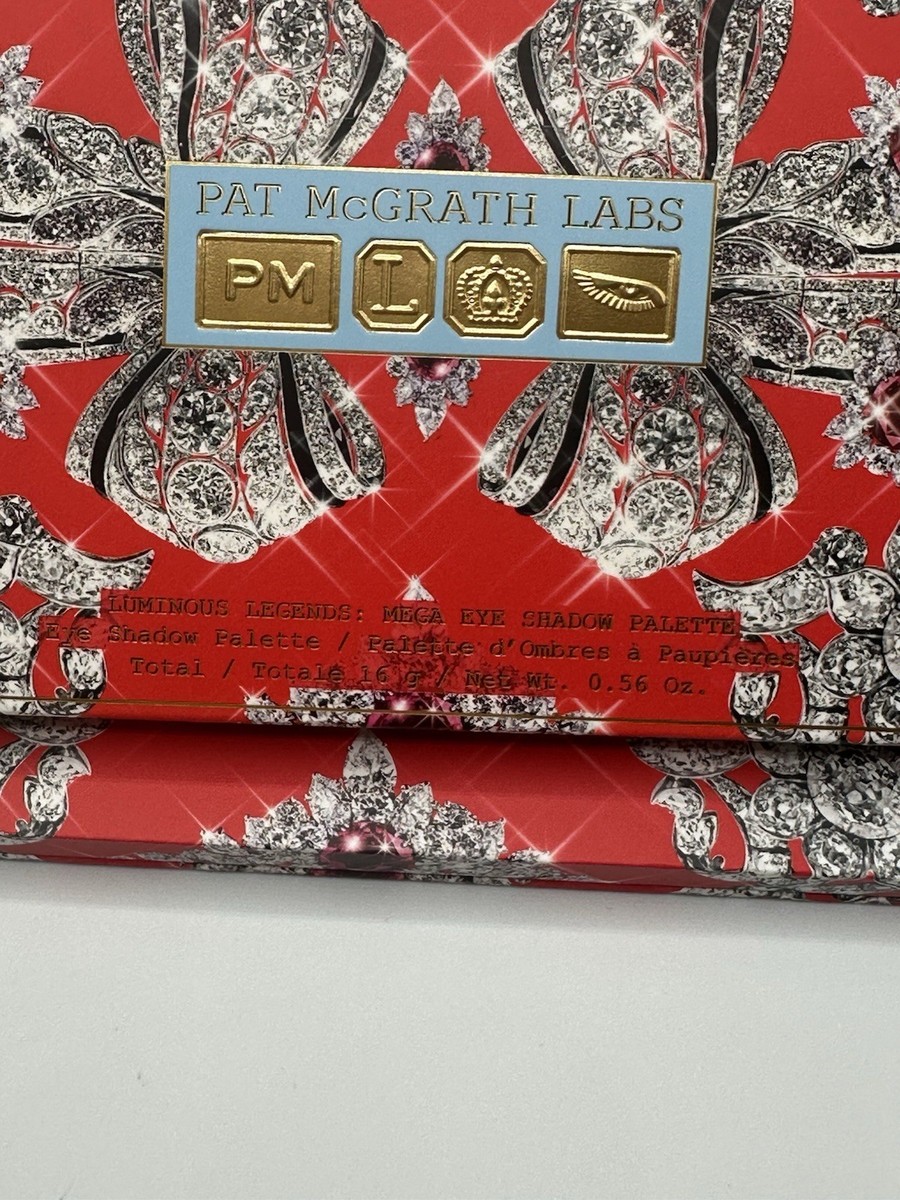 PAT McGRATH LABS
PM L
LUMINOUS LEGENDS: MEGA EYE SHADOW PALETTE
Eye Shadow Palette / Palette d'Ombres à Paupières
Total / Totale 16 g / Net Wt. 0.56 Oz.